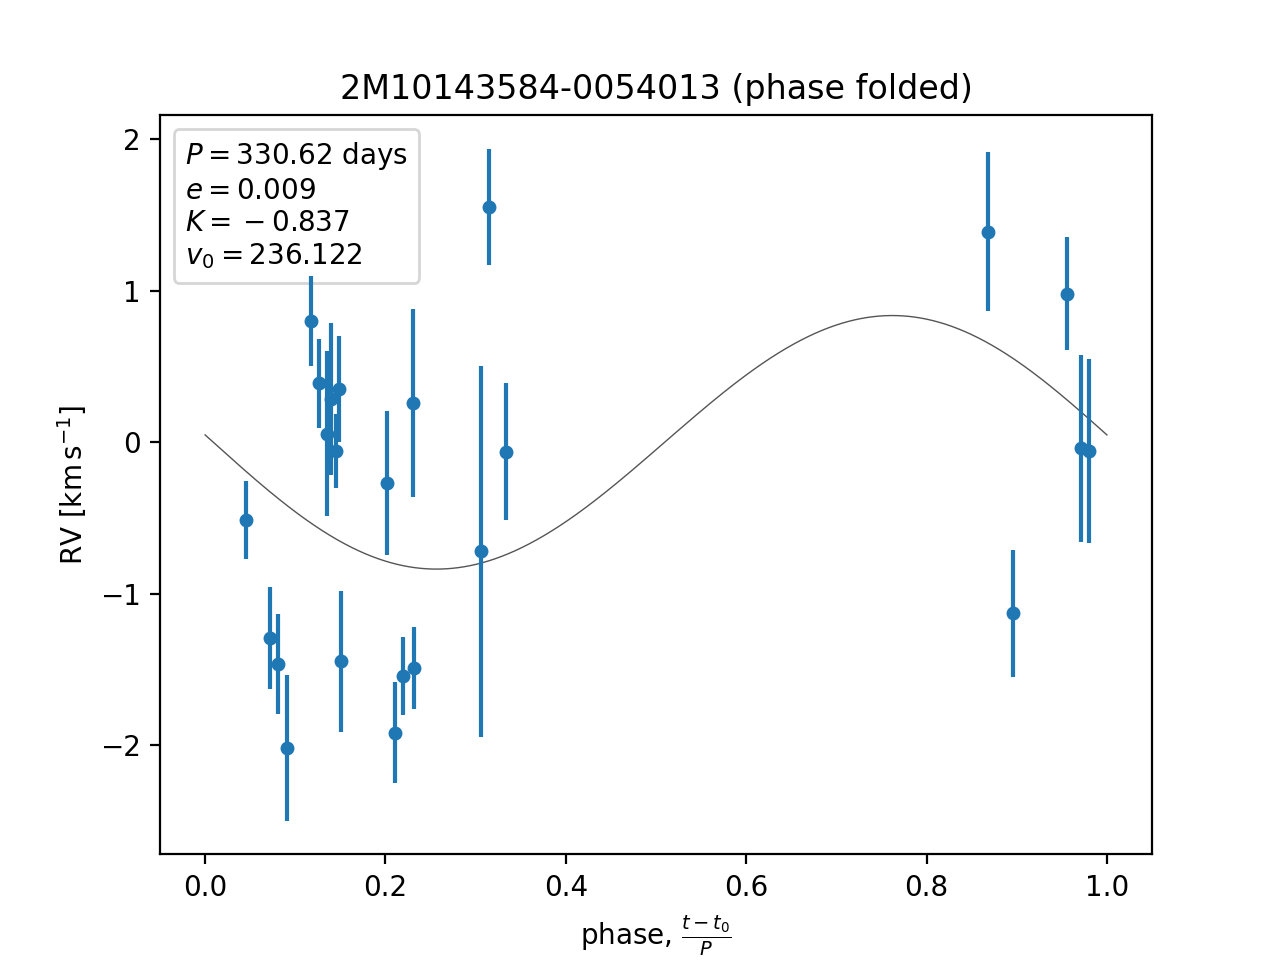 2M10143584-0054013 (phase folded)
P = 330.62 days
e = 0.009
K = −0.837
v₀ = 236.122
2
1
0
−1
−2
RV [km s⁻¹]
0.0 0.2 0.4 0.6 0.8 1.0
phase, (t − t₀)/P